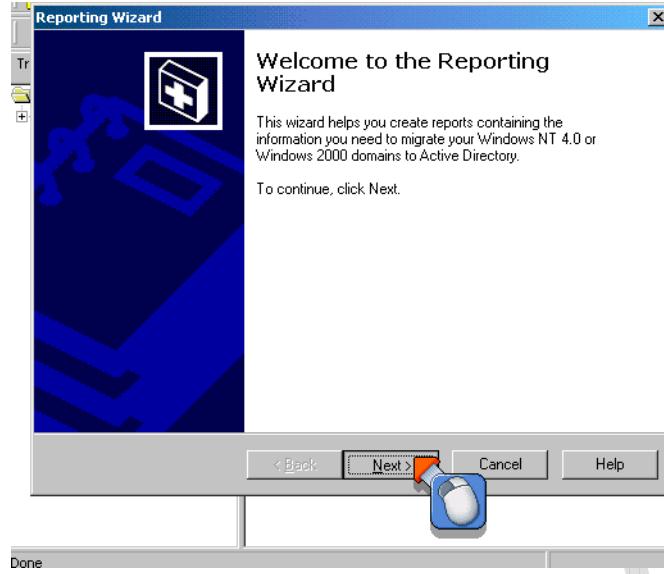 Reporting Wizard
Tr
Welcome to the Reporting
Wizard
This wizard helps you create reports containing the
information you need to migrate your Windows NT 4.0 or
Windows 2000 domains to Active Directory.
To continue, click Next.
< Back
Next >
Cancel
Help
Done